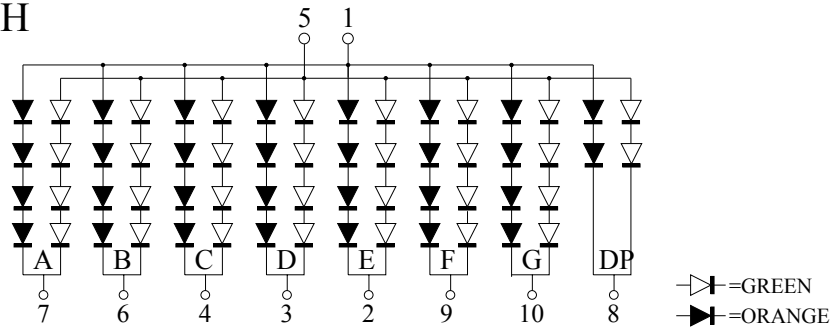 H
5 1
A B C D E F G DP
7 6 4 3 2 9 10 8
=GREEN
=ORANGE